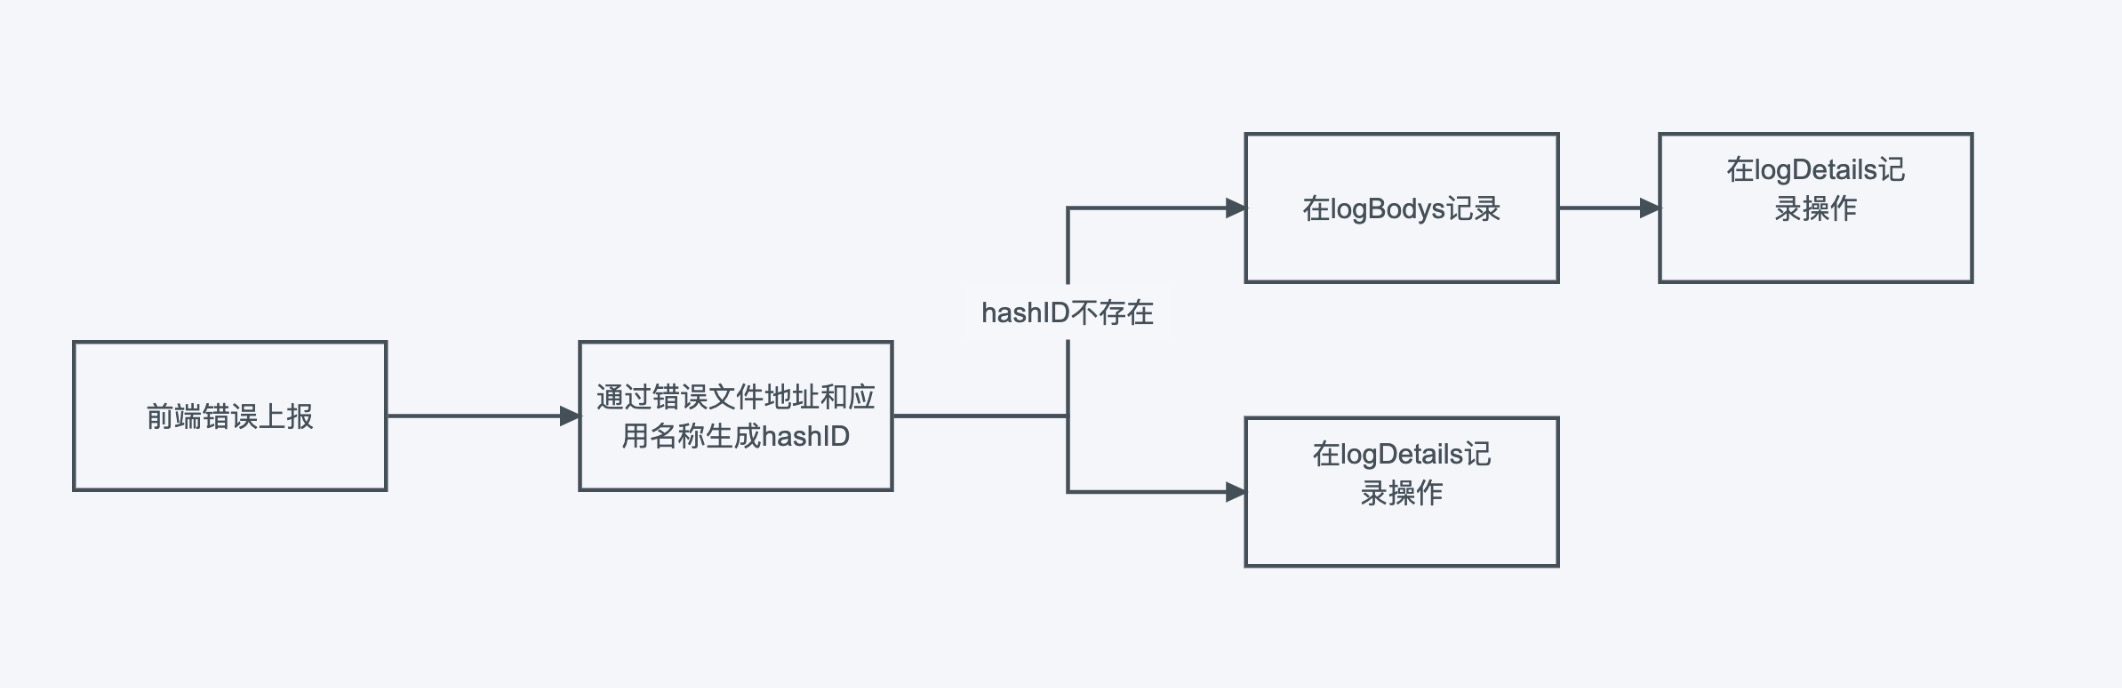 前端错误上报
通过错误文件地址和应
用名称生成hashID
hashID不存在
在logBodys记录
在logDetails记
录操作
在logDetails记
录操作